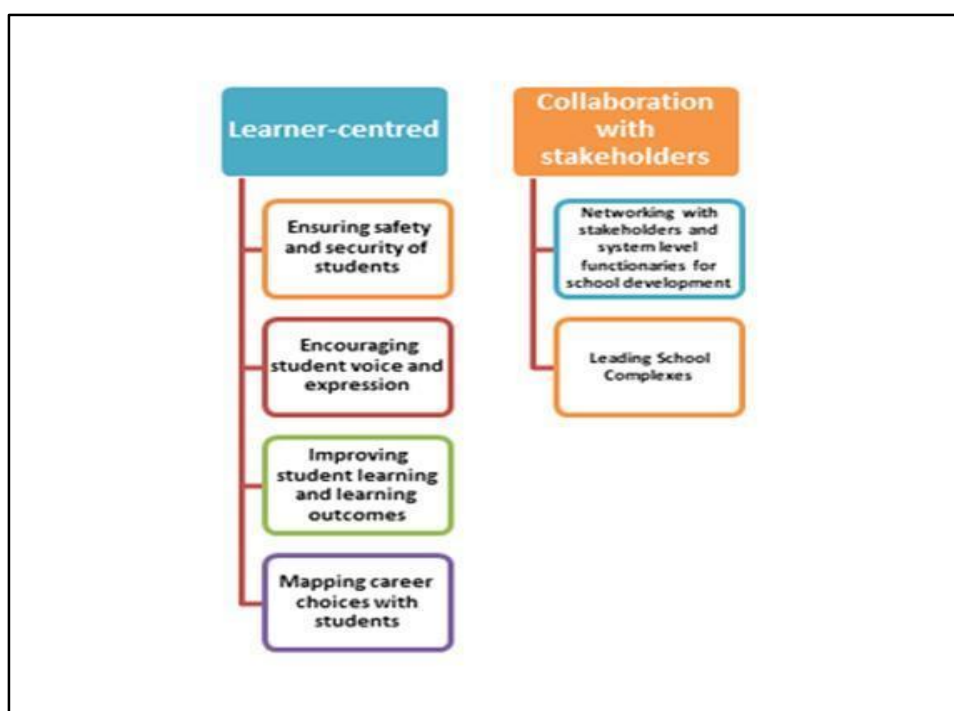 Learner-centred
Ensuring safety
and security of
students
Encouraging
student voice and
expression
Improving
student learning
and learning
outcomes
Mapping career
choices with
students
Collaboration
with
stakeholders
Networking with
stakeholders and
system level
functionaries for
school development
Leading School
Complexes